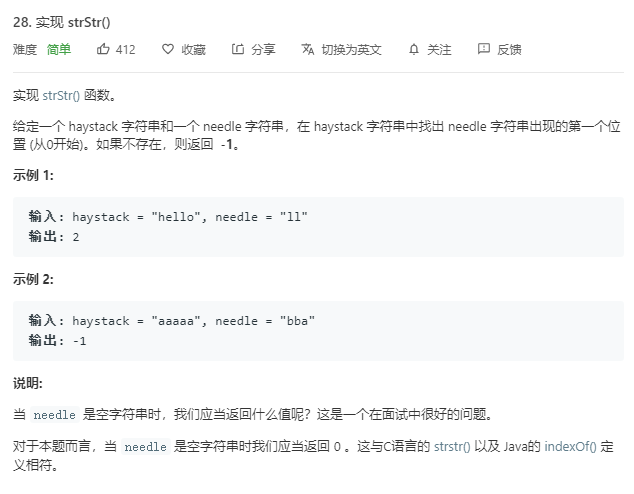 28. 实现 strStr()
难度 简单 412 收藏 分享 切换为英文 关注 反馈
实现 strStr() 函数。
给定一个 haystack 字符串和一个 needle 字符串，在 haystack 字符串中找出 needle 字符串出现的第一个位
置 (从0开始)。如果不存在，则返回 -1。
示例 1:
输入: haystack = "hello", needle = "ll"
输出: 2
示例 2:
输入: haystack = "aaaaa", needle = "bba"
输出: -1
说明:
当 needle 是空字符串时，我们应当返回什么值呢？这是一个在面试中很好的问题。
对于本题而言，当 needle 是空字符串时我们应当返回 0 。这与C语言的 strstr() 以及 Java的 indexOf() 定
义相符。